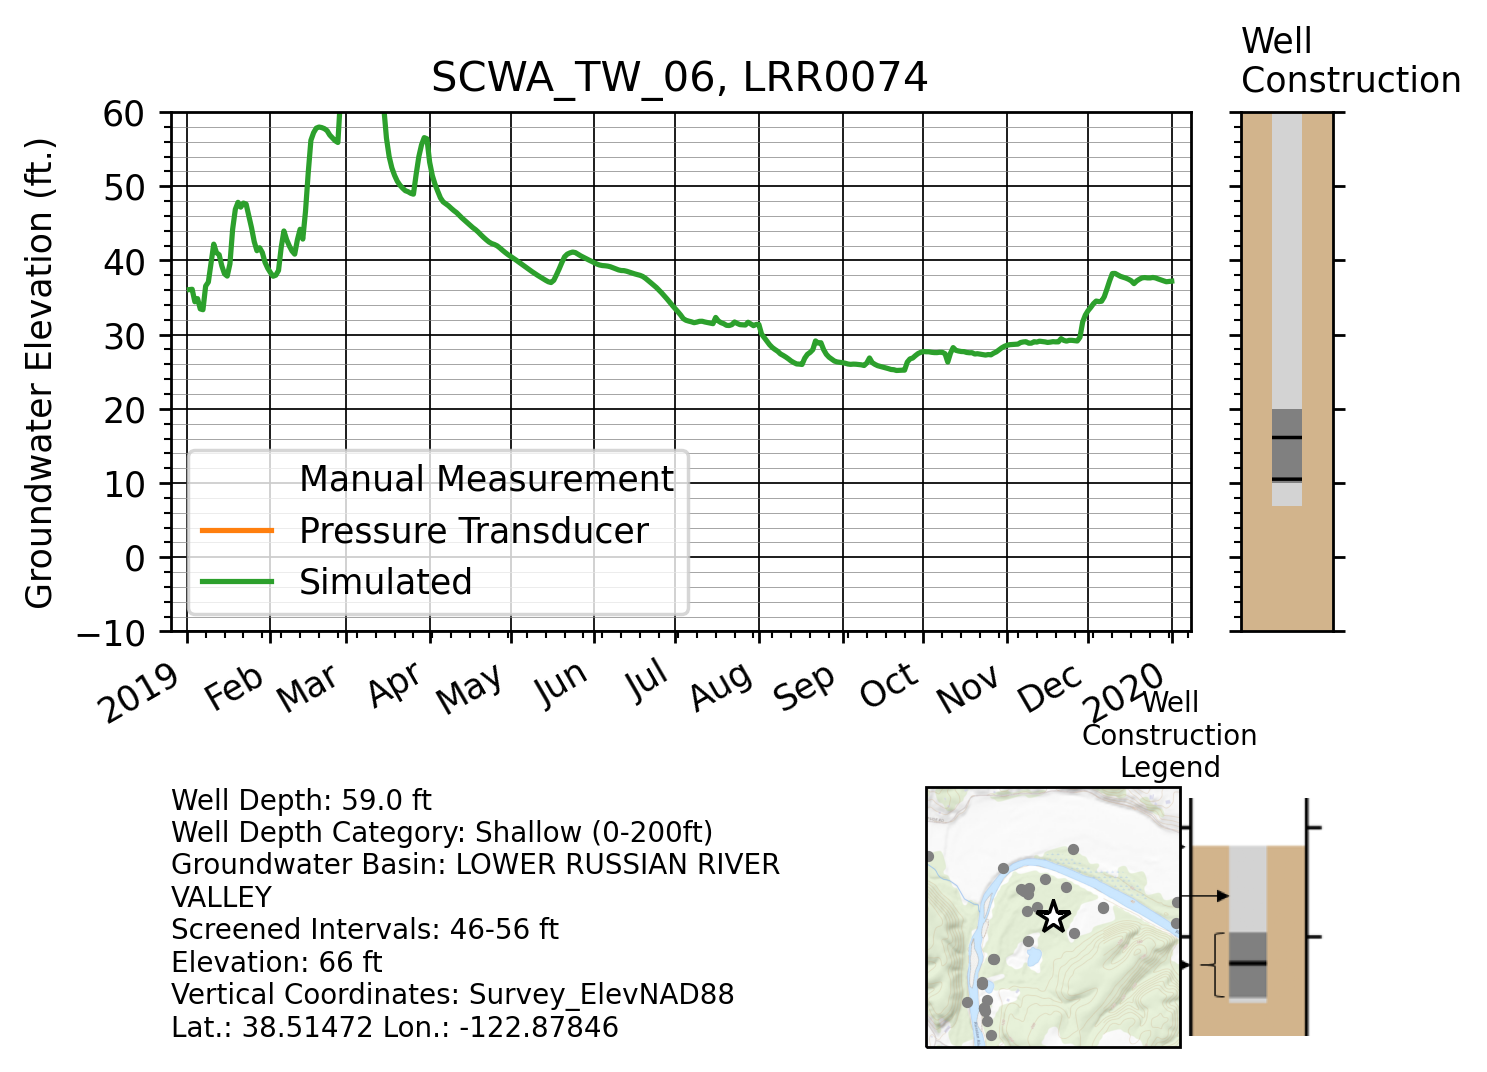 Well
Construction
SCWA_TW_06, LRR0074
Groundwater Elevation (ft.)
60
50
40
30
20
10
0
−10
Manual Measurement
Pressure Transducer
Simulated
2019
Feb
Mar
Apr
May
Jun
Jul
Aug
Sep
Oct
Nov
Dec
2020
Well
Construction
Legend
Well Depth: 59.0 ft
Well Depth Category: Shallow (0-200ft)
Groundwater Basin: LOWER RUSSIAN RIVER
VALLEY
Screened Intervals: 46-56 ft
Elevation: 66 ft
Vertical Coordinates: Survey_ElevNAD88
Lat.: 38.51472 Lon.: -122.87846